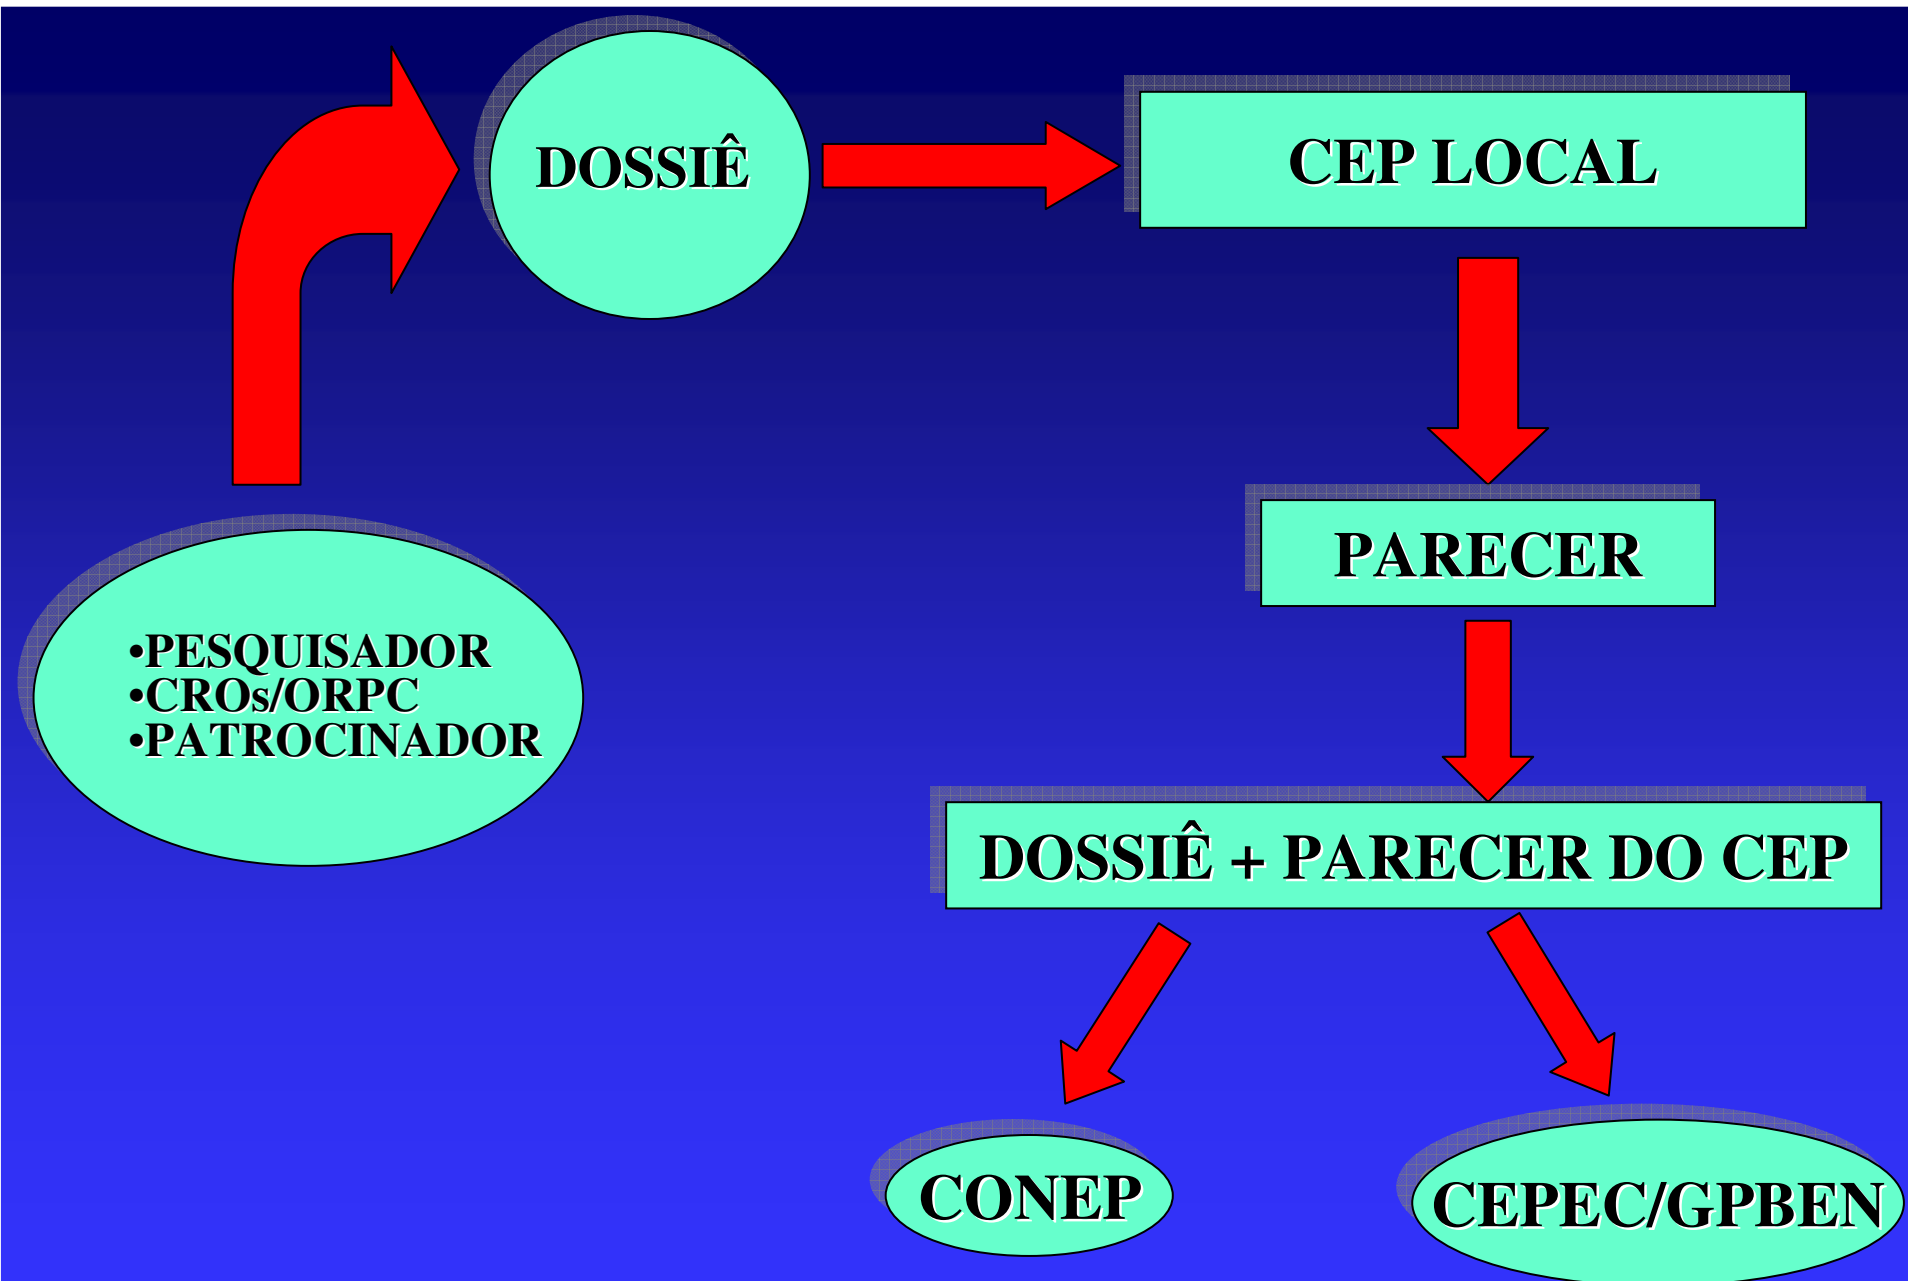 DOSSIÊ
CEP LOCAL
PARECER
•PESQUISADOR
•CROs/ORPC
•PATROCINADOR
DOSSIÊ + PARECER DO CEP
CONEP
CEPEC/GPBEN